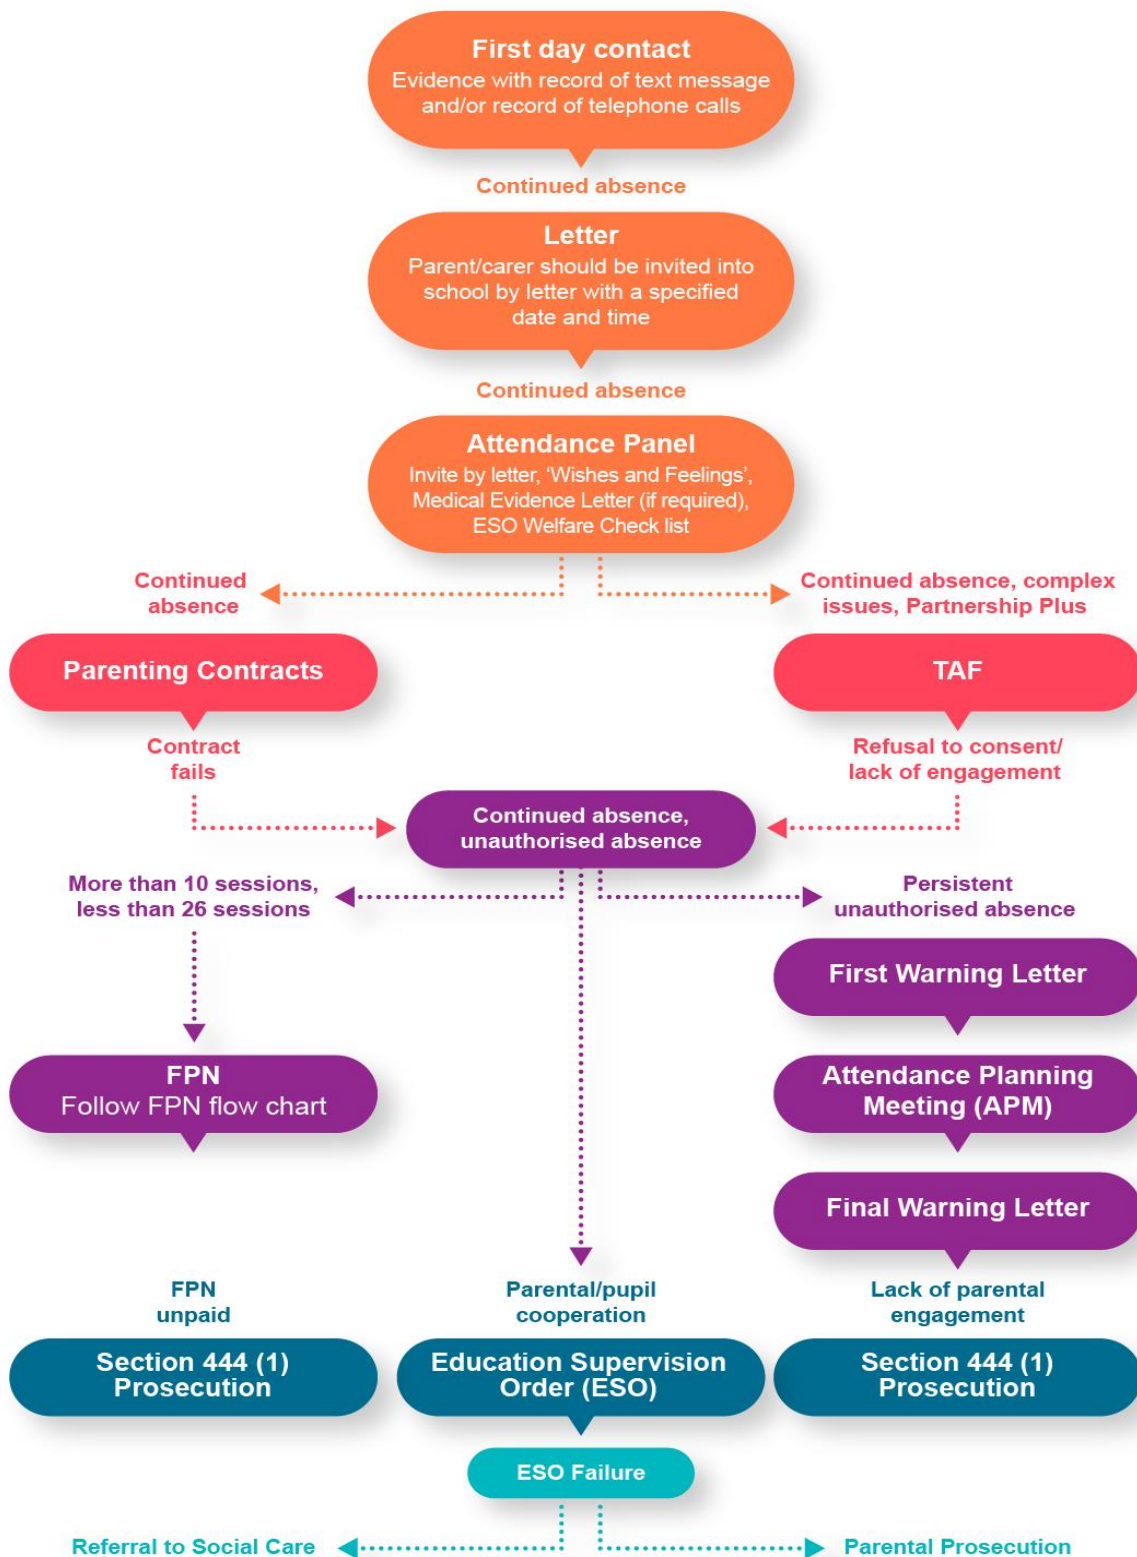 First day contact
Evidence with record of text message
and/or record of telephone calls
Continued absence
Letter
Parent/carer should be invited into
school by letter with a specified
date and time
Continued absence
Attendance Panel
Invite by letter, ‘Wishes and Feelings’,
Medical Evidence Letter (if required),
ESO Welfare Check list
Continued
absence
Continued absence, complex
issues, Partnership Plus
Parenting Contracts
TAF
Contract
fails
Refusal to consent/
lack of engagement
Continued absence,
unauthorised absence
More than 10 sessions,
less than 26 sessions
Persistent
unauthorised absence
First Warning Letter
FPN
Follow FPN flow chart
Attendance Planning
Meeting (APM)
Final Warning Letter
FPN
unpaid
Parental/pupil
cooperation
Lack of parental
engagement
Section 444 (1)
Prosecution
Education Supervision
Order (ESO)
Section 444 (1)
Prosecution
ESO Failure
Referral to Social Care
Parental Prosecution